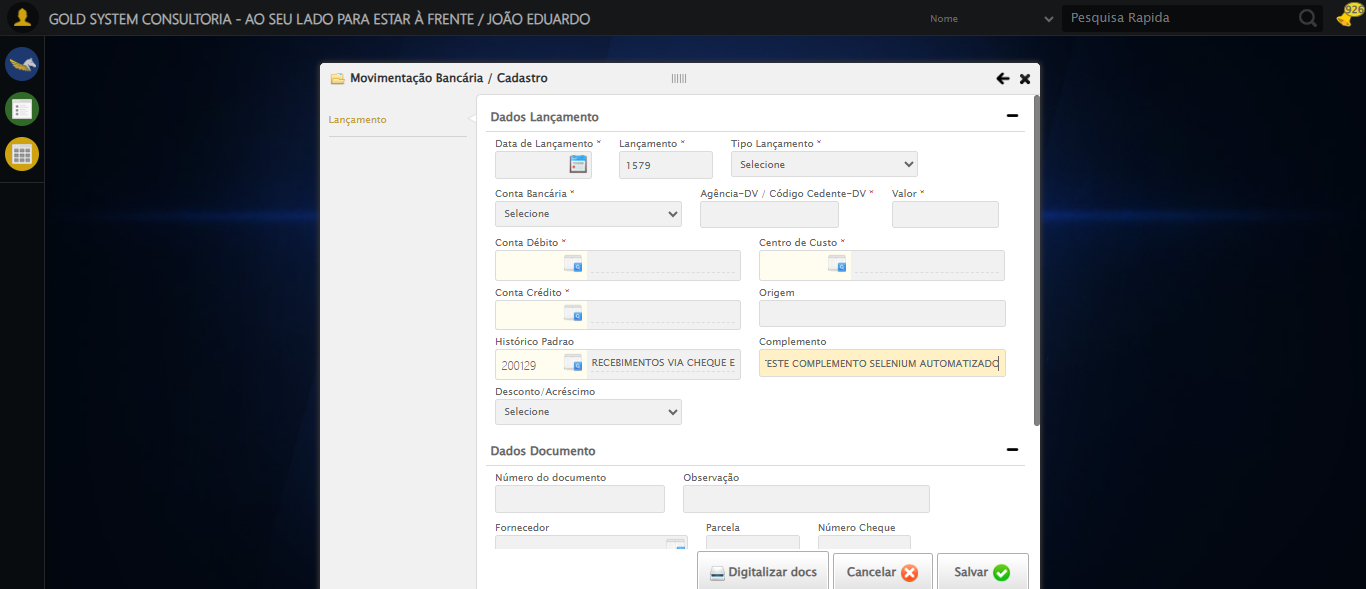 GOLD SYSTEM CONSULTORIA - AO SEU LADO PARA ESTAR À FRENTE / JOÃO EDUARDO
Nome
Pesquisa Rapida
926
Movimentação Bancária / Cadastro
Lançamento
Dados Lançamento
Data de Lançamento * Lançamento * Tipo Lançamento *
1579 Selecione
Conta Bancária * Agência-DV / Código Cedente-DV * Valor *
Selecione
Conta Débito * Centro de Custo *
Conta Crédito * Origem
Histórico Padrao Complemento
200129 RECEBIMENTOS VIA CHEQUE E TESTE COMPLEMENTO SELENIUM AUTOMATIZADO
Desconto/Acréscimo
Selecione
Dados Documento
Número do documento Observação
Fornecedor Parcela Número Cheque
Digitalizar docs Cancelar Salvar